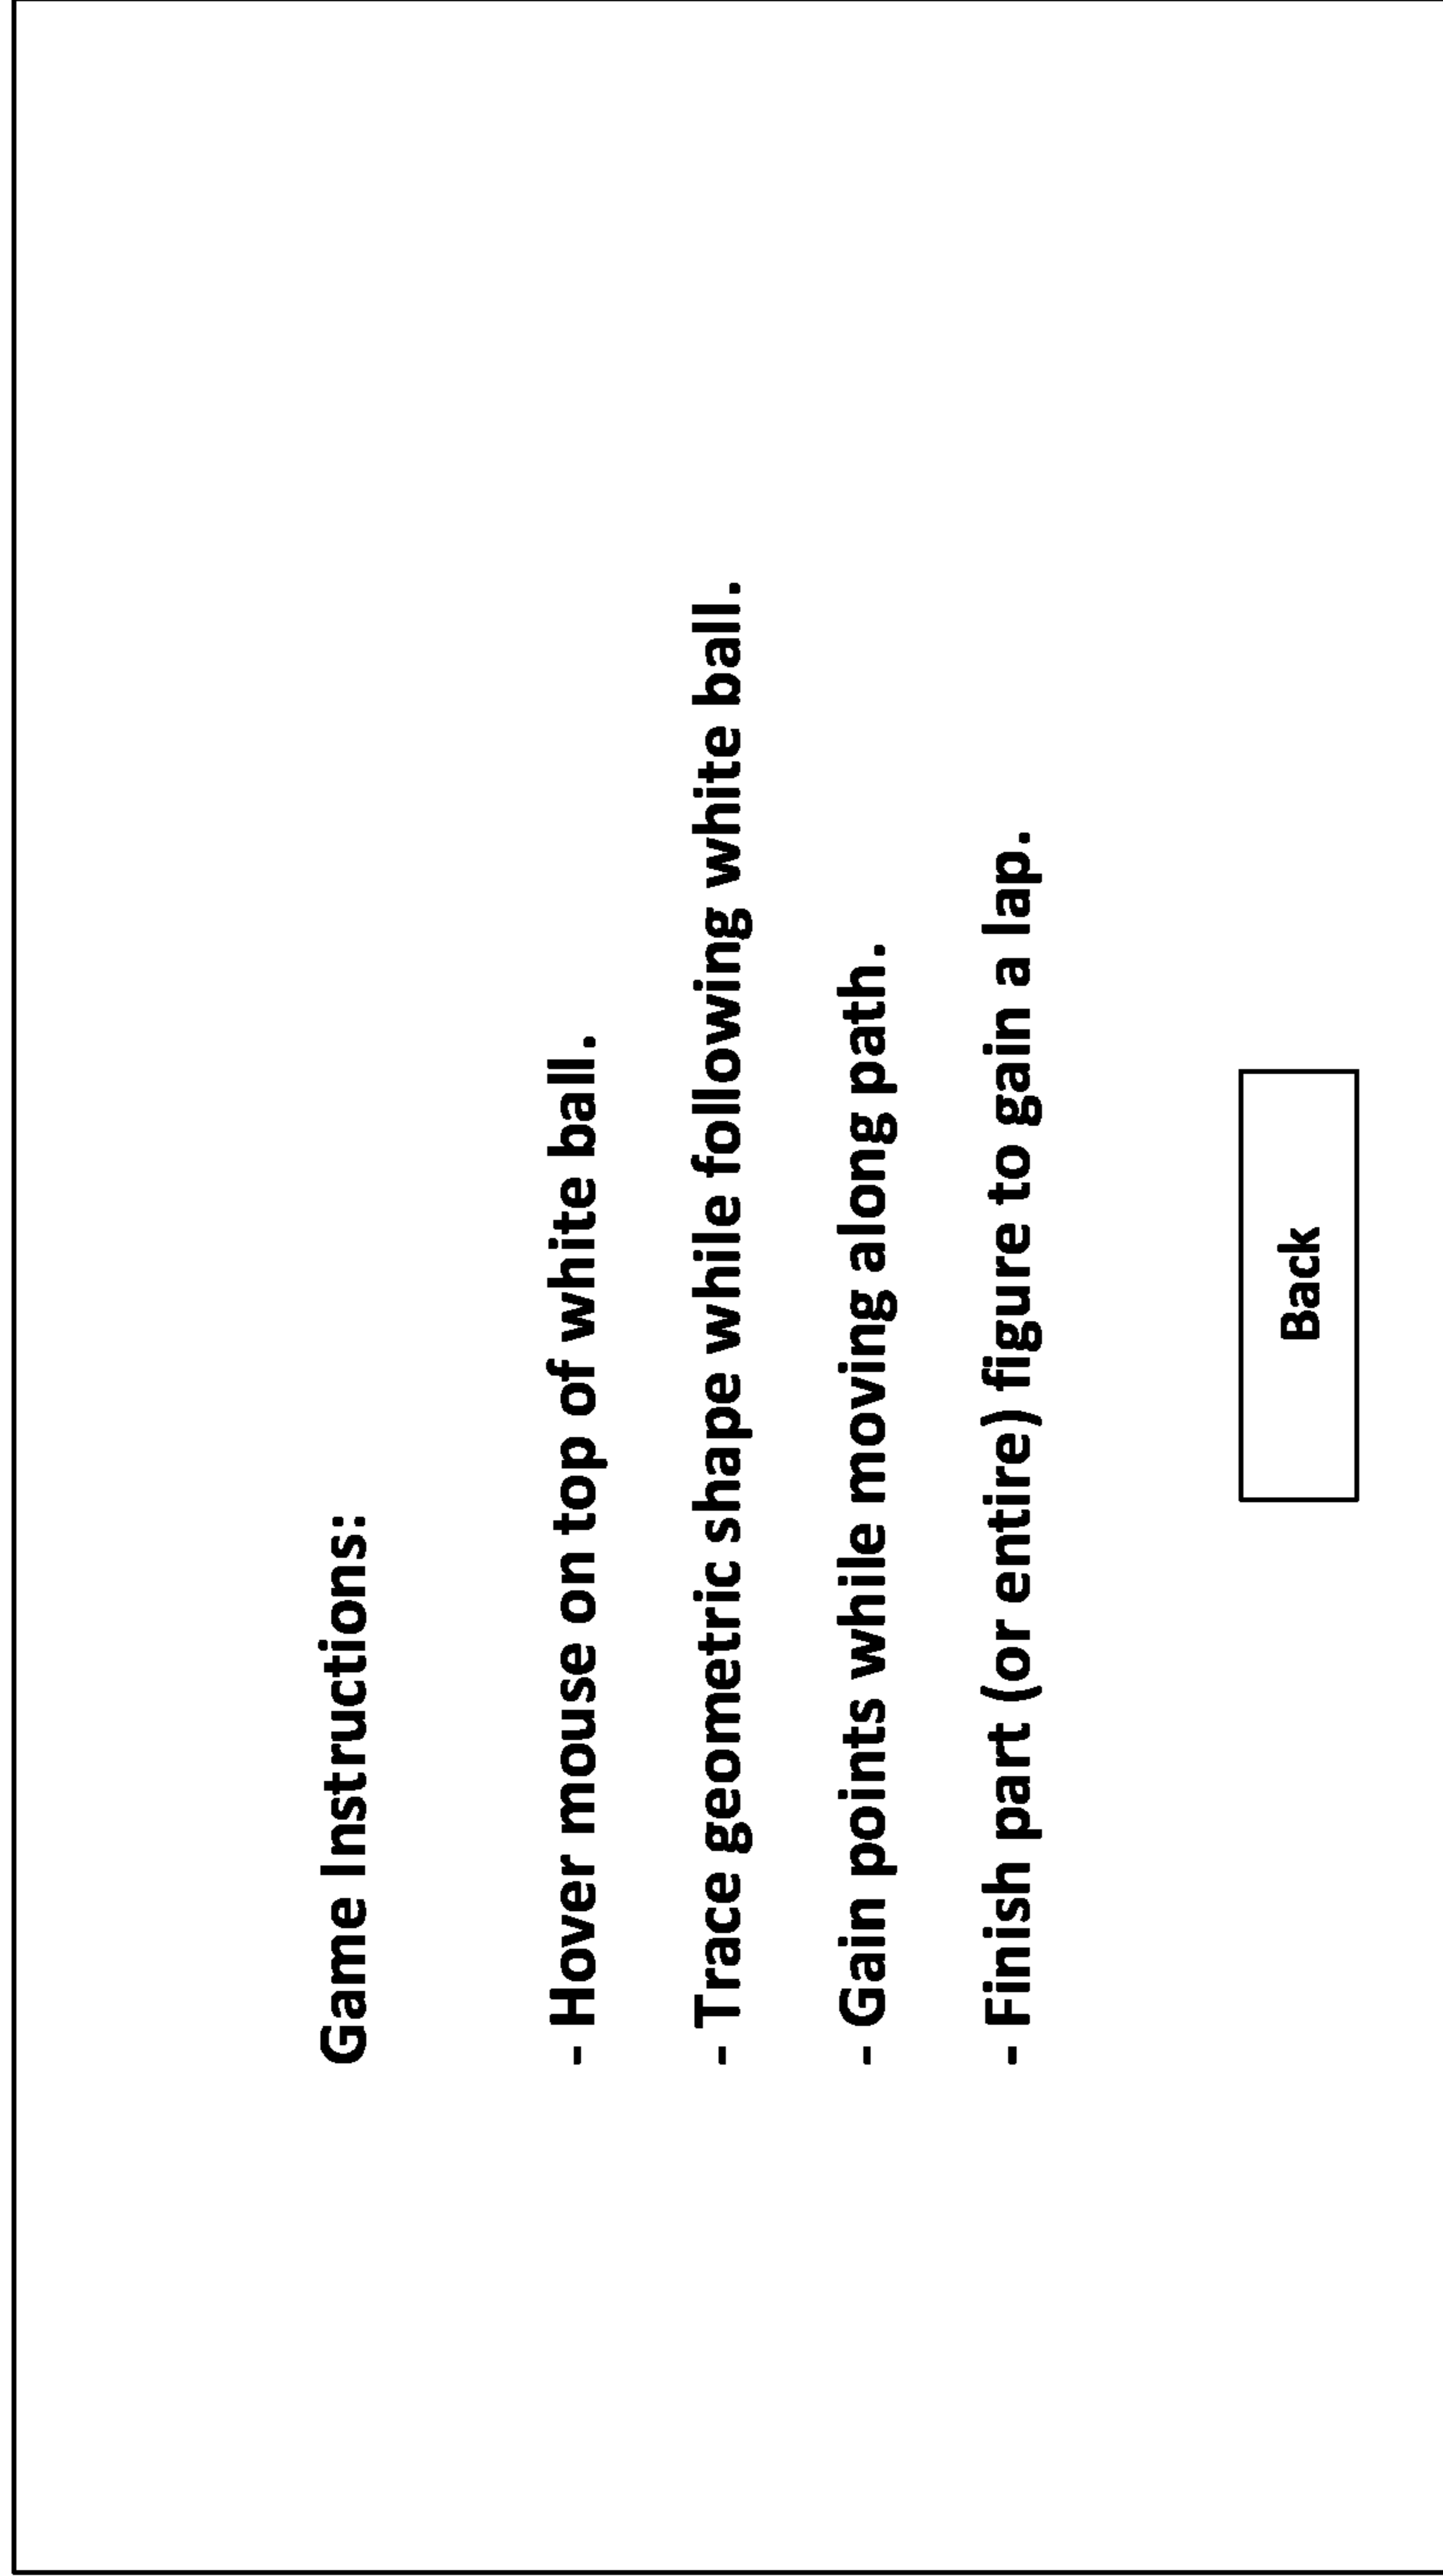 Game Instructions:
- Hover mouse on top of white ball.
- Trace geometric shape while following white ball.
- Gain points while moving along path.
- Finish part (or entire) figure to gain a lap.
Back